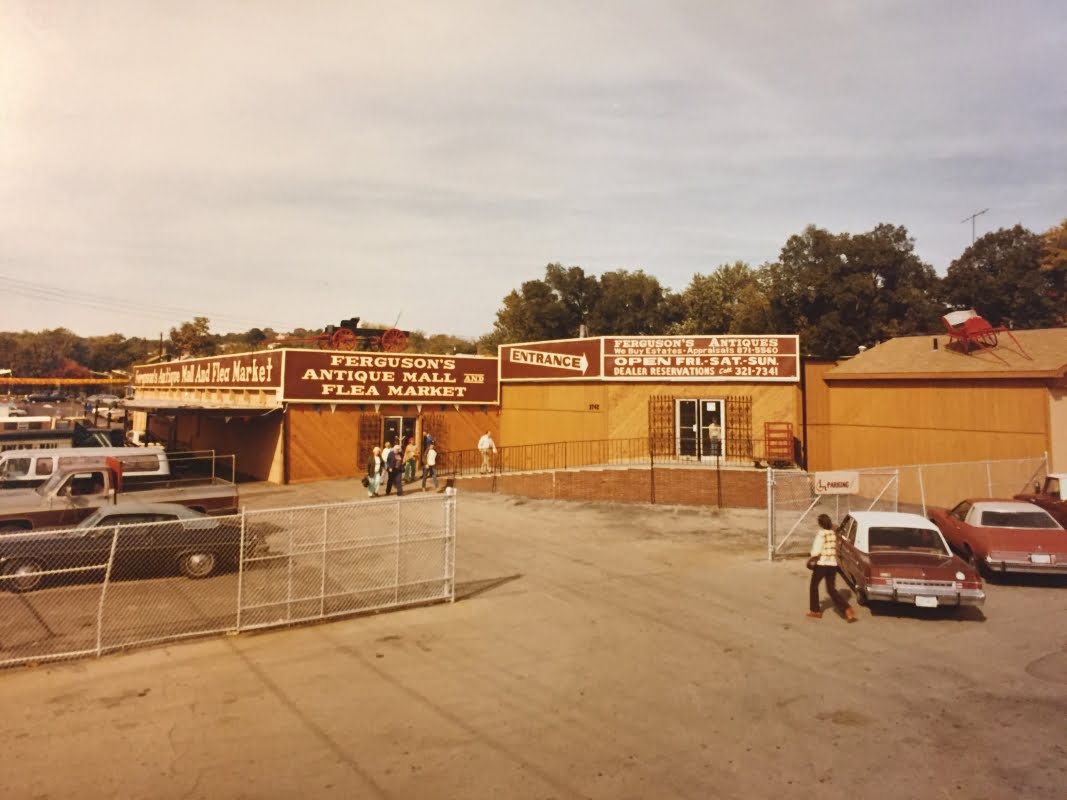 Ferguson's Antique Mall And Flea Market
FERGUSON'S
ANTIQUE MALL AND
FLEA MARKET
ENTRANCE
FERGUSON'S ANTIQUES
We Buy Estates - Appraisals 871-5560
OPEN FRI.-SAT.-SUN.
DEALER RESERVATIONS Call 321-7341
PARKING